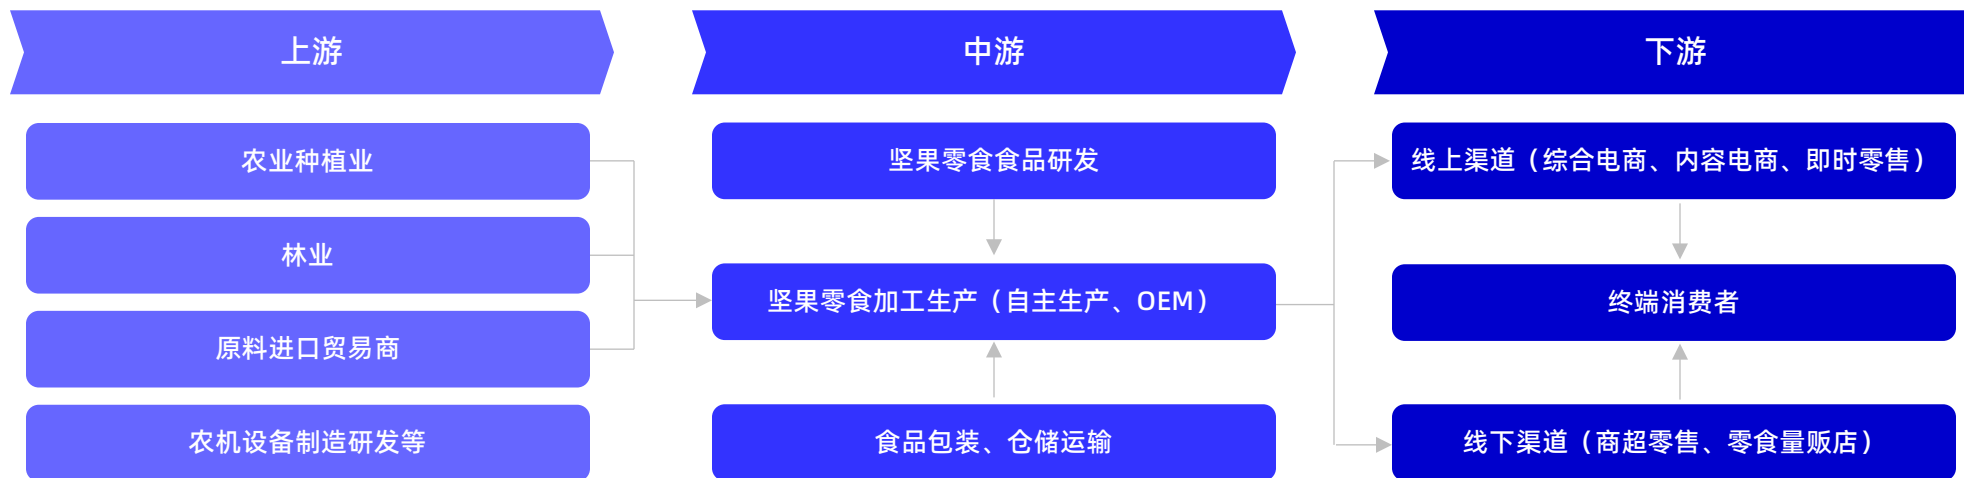 上游
中游
下游
农业种植业
林业
原料进口贸易商
农机设备制造研发等
坚果零食食品研发
坚果零食加工生产（自主生产、OEM）
食品包装、仓储运输
线上渠道（综合电商、内容电商、即时零售）
终端消费者
线下渠道（商超零售、零食量贩店）